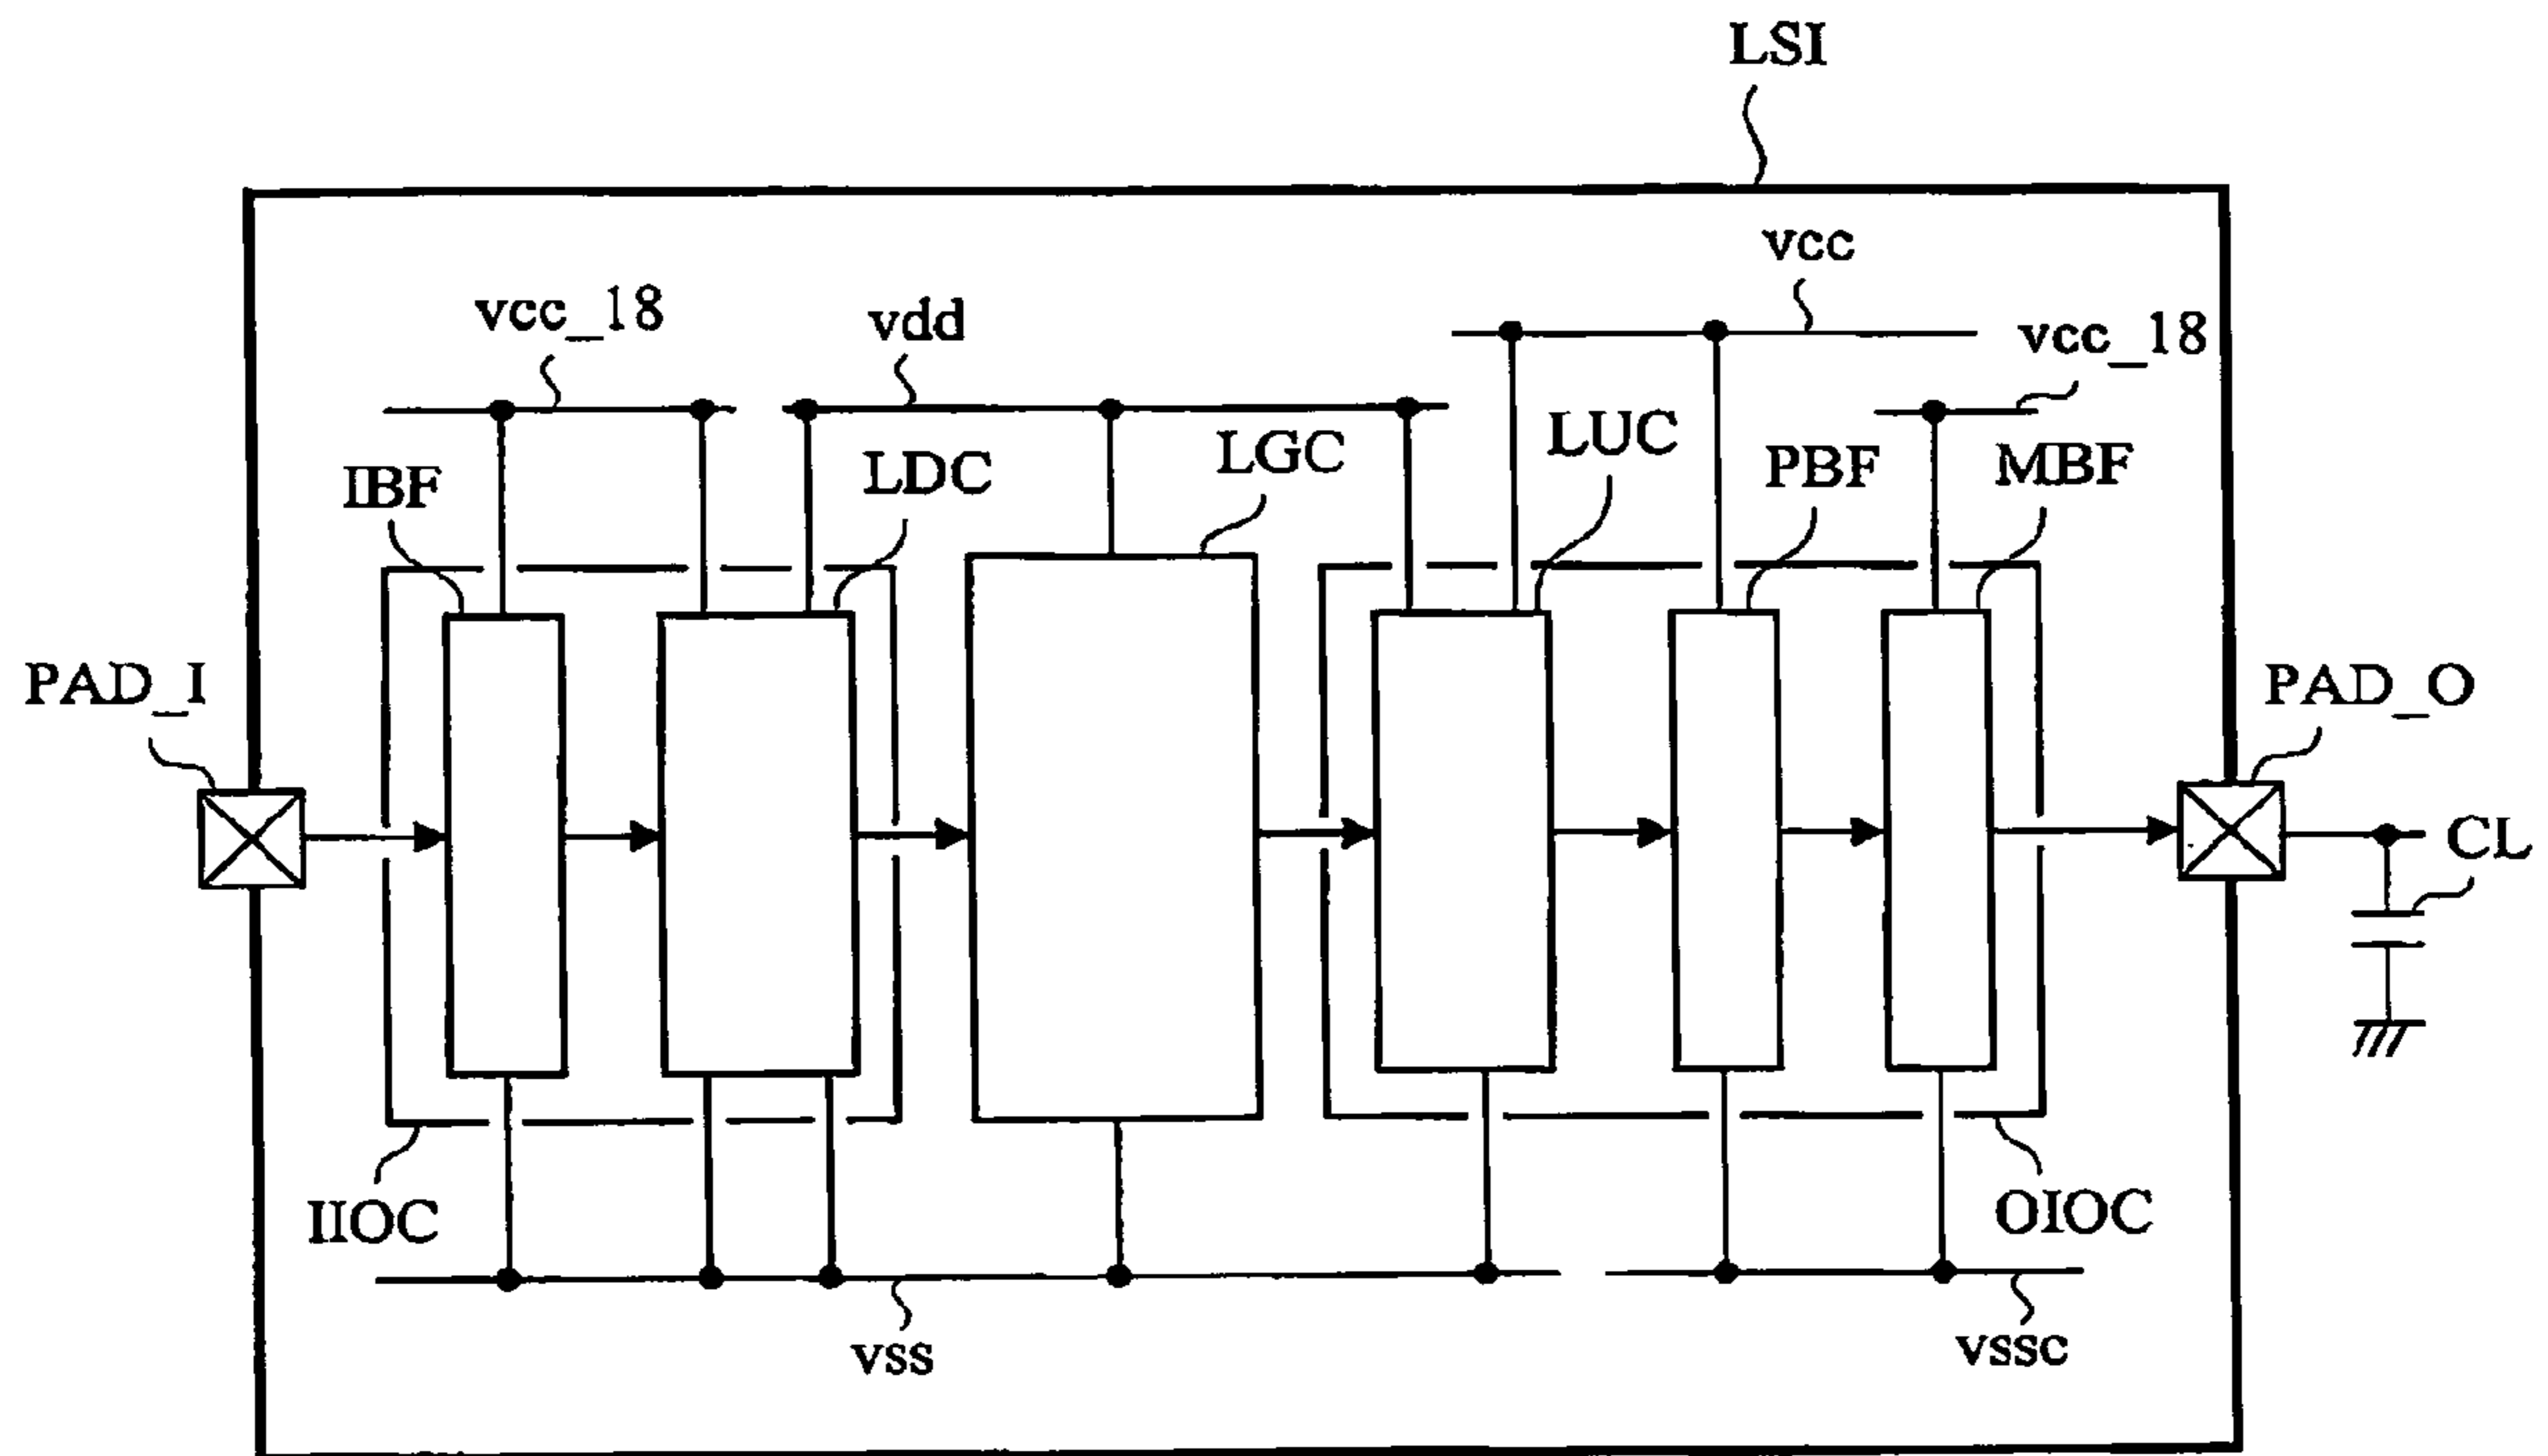 LSI
vcc
vcc_18
vdd
vcc_18
LUC
LGC
PBF
MBF
IBF
LDC
PAD_I
PAD_O
CL
IIOC
OIOC
vss
vssc